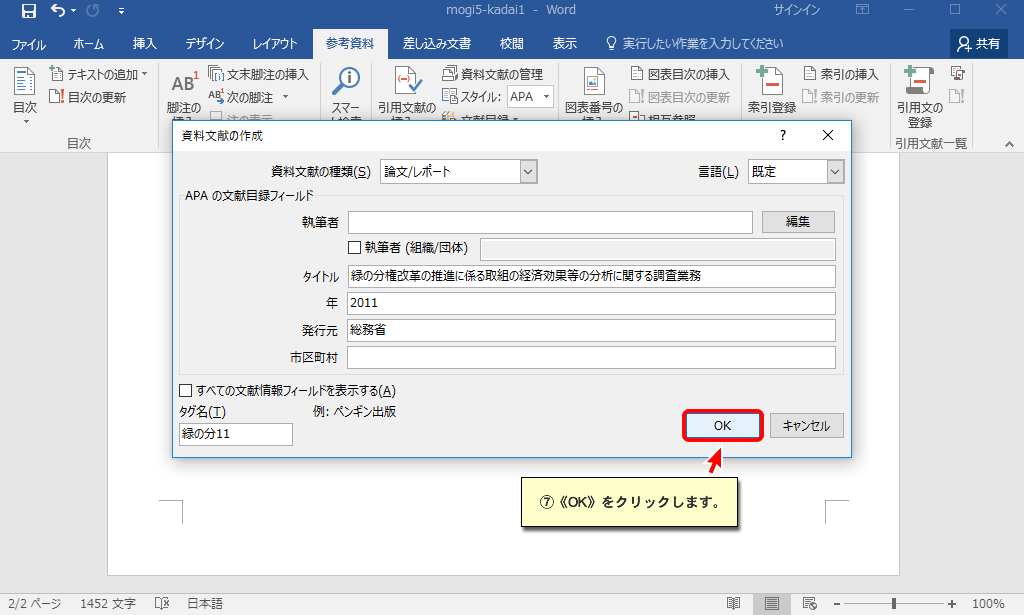 mogi5-kadai1 - Word
サインイン
ファイル ホーム 挿入 デザイン レイアウト 参考資料 差し込み文書 校閲 表示 実行したい作業を入力してください 共有
テキストの追加 文末脚注の挿入 資料文献の管理 図表目次の挿入 索引の挿入
目次の更新 AB1 次の脚注 スタイル: APA 図表目次の更新 索引の更新
目次 脚注の スマー 引用文献の 文献目録 図表番号の 相互参照 索引登録 引用文の
登録
目次 引用文献一覧
資料文献の作成 ? ×
資料文献の種類(S) 論文/レポート 言語(L) 既定
APA の文献目録フィールド
執筆者 編集
執筆者 (組織/団体)
タイトル 緑の分権改革の推進に係る取組の経済効果等の分析に関する調査業務
年 2011
発行元 総務省
市区町村
すべての文献情報フィールドを表示する(A)
タグ名(T) 例: ペンギン出版
緑の分11
OK キャンセル
⑦《OK》をクリックします。
2/2 ページ 1452 文字 日本語 100%